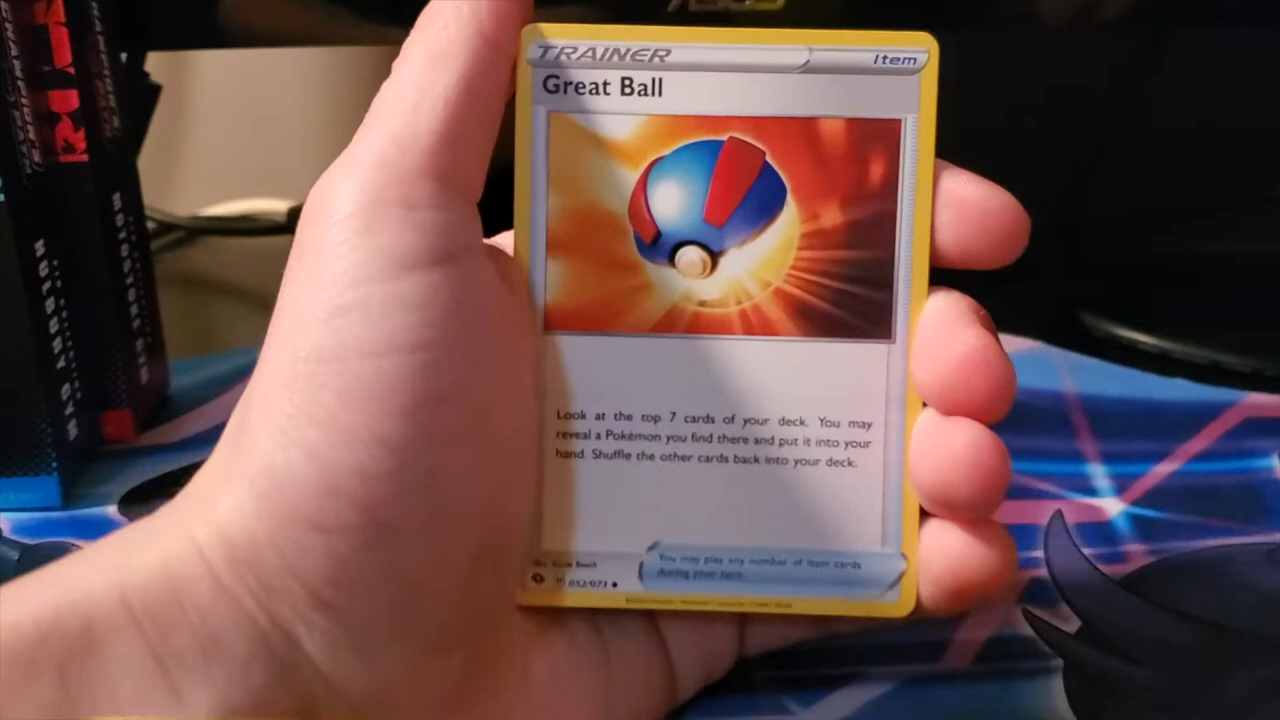 TRAINER
Item
Great Ball
Look at the top 7 cards of your deck. You may
reveal a Pokémon you find there and put it into your
hand. Shuffle the other cards back into your deck.
You may play any number of Item cards
during your turn.
052/073